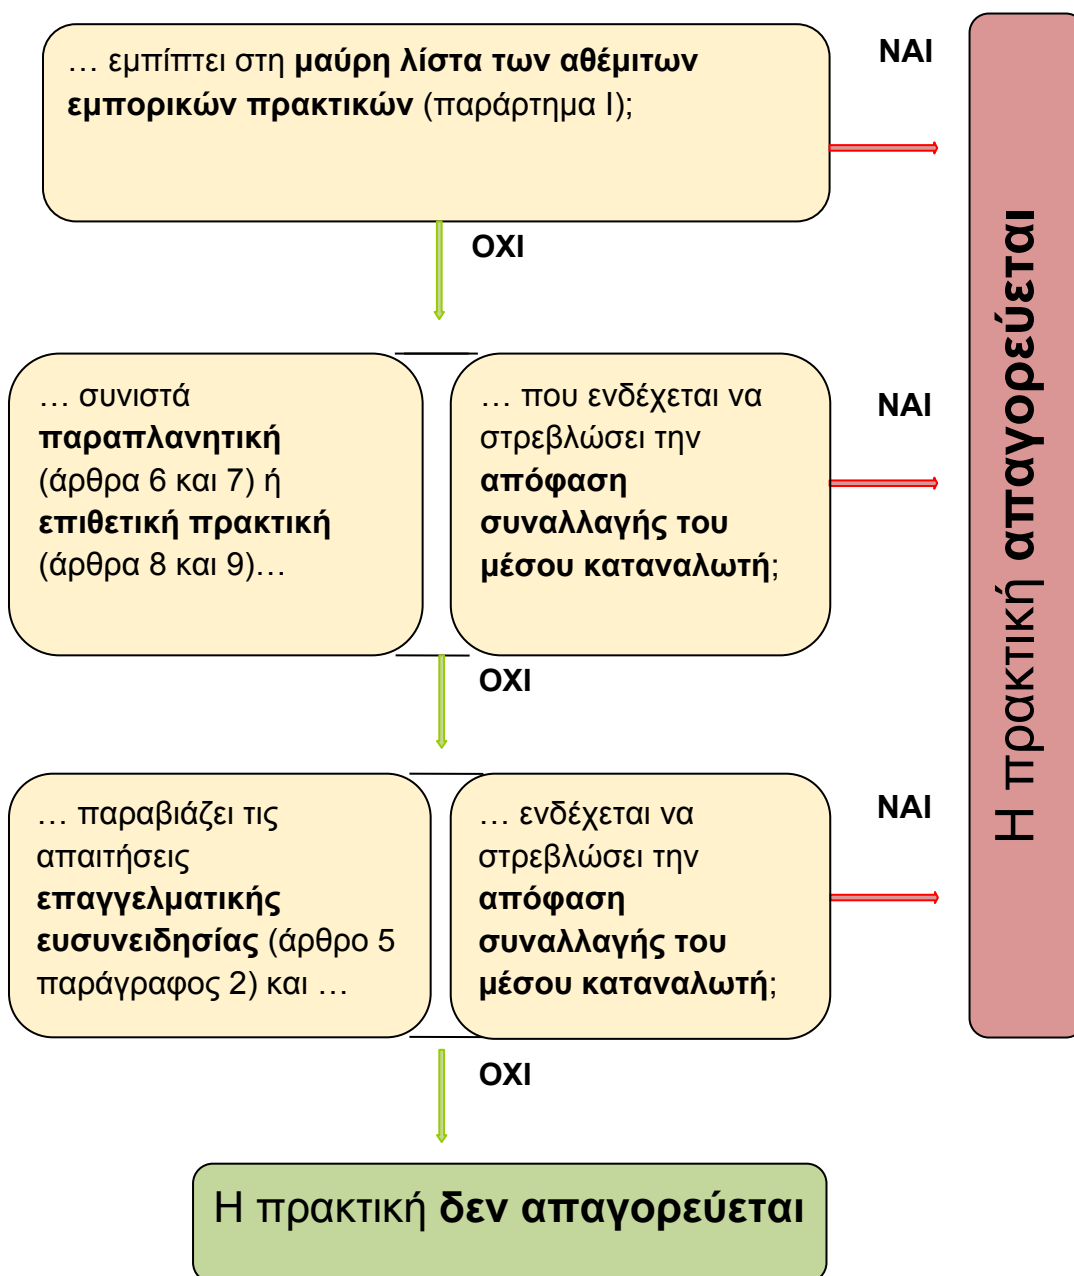 … εμπίπτει στη μαύρη λίστα των αθέμιτων
εμπορικών πρακτικών (παράρτημα I);
ΝΑΙ
ΟΧΙ
… συνιστά
παραπλανητική
(άρθρα 6 και 7) ή
επιθετική πρακτική
(άρθρα 8 και 9)…
… που ενδέχεται να
στρεβλώσει την
απόφαση
συναλλαγής του
μέσου καταναλωτή;
ΝΑΙ
ΟΧΙ
… παραβιάζει τις
απαιτήσεις
επαγγελματικής
ευσυνειδησίας (άρθρο 5
παράγραφος 2) και …
… ενδέχεται να
στρεβλώσει την
απόφαση
συναλλαγής του
μέσου καταναλωτή;
ΝΑΙ
ΟΧΙ
Η πρακτική απαγορεύεται
Η πρακτική δεν απαγορεύεται